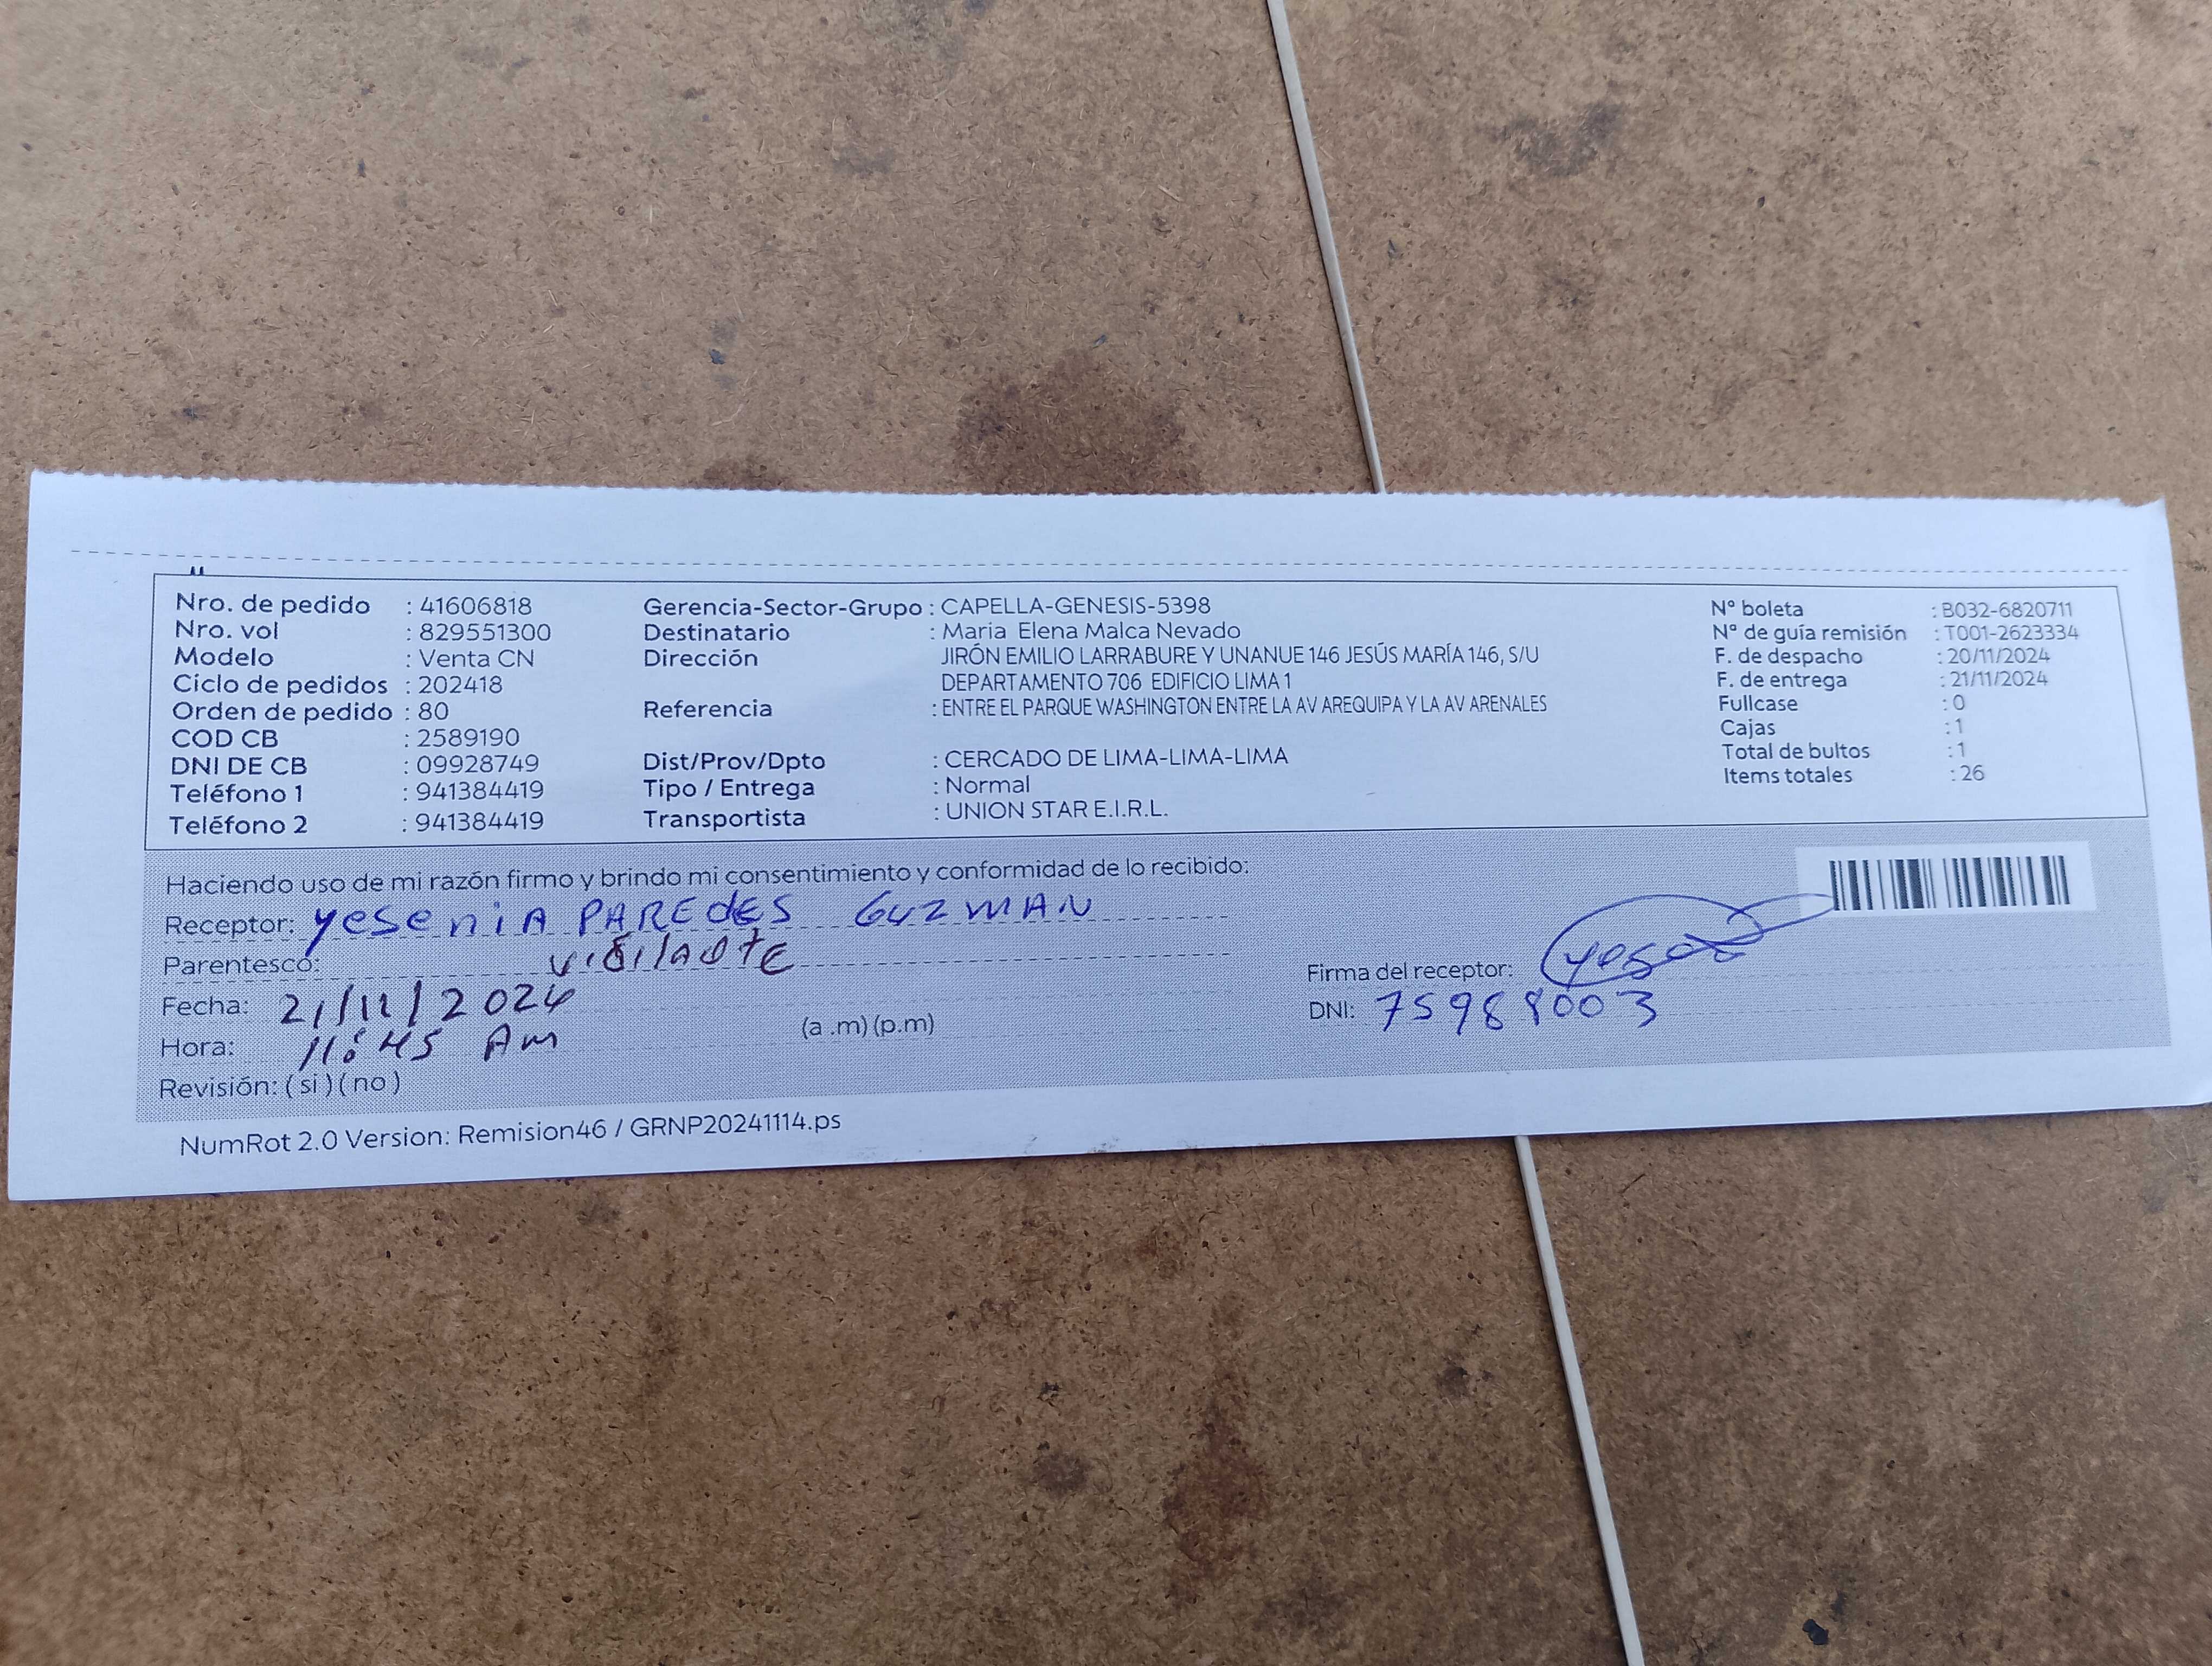 Nro. de pedido : 41606818 Gerencia-Sector-Grupo : CAPELLA-GENESIS-5398 N° boleta : B032-6820711
Nro. vol : 829551300 Destinatario : Maria Elena Malca Nevado N° de guía remisión : T001-2623334
Modelo : Venta CN Dirección JIRÓN EMILIO LARRABURE Y UNANUE 146 JESÚS MARÍA 146, S/U F. de despacho : 20/11/2024
Ciclo de pedidos : 202418 DEPARTAMENTO 706 EDIFICIO LIMA 1 F. de entrega : 21/11/2024
Orden de pedido : 80 Referencia : ENTRE EL PARQUE WASHINGTON ENTRE LA AV AREQUIPA Y LA AV ARENALES Fullcase : 0
COD CB : 2589190 Cajas : 1
DNI DE CB : 09928749 Dist/Prov/Dpto : CERCADO DE LIMA-LIMA-LIMA Total de bultos : 1
Teléfono 1 : 941384419 Tipo / Entrega : Normal Items totales : 26
Teléfono 2 : 941384419 Transportista : UNION STAR E.I.R.L.
Haciendo uso de mi razón firmo y brindo mi consentimiento y conformidad de lo recibido:
Receptor: yesenia PAREdES GUZMAN
Parentesco:
Firma del receptor:
Fecha: 21/11/2024
DNI: 75988003
Hora: 11:45 Am (a .m) (p.m)
Revisión: ( si ) ( no )
NumRot 2.0 Version: Remision46 / GRNP20241114.ps